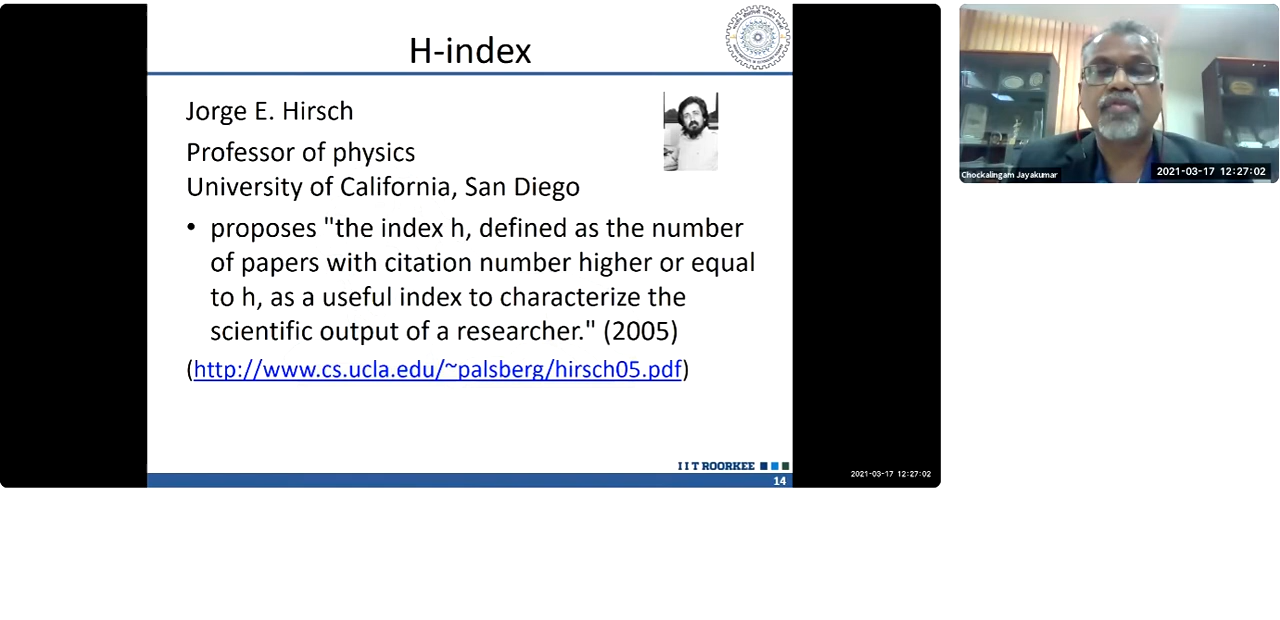 H-index
Jorge E. Hirsch
Professor of physics
University of California, San Diego
• proposes "the index h, defined as the number
of papers with citation number higher or equal
to h, as a useful index to characterize the
scientific output of a researcher." (2005)
(http://www.cs.ucla.edu/~palsberg/hirsch05.pdf)
I I T ROORKEE
14
2021-03-17 12:27:02
Chockalingam Jayakumar
2021-03-17 12:27:02